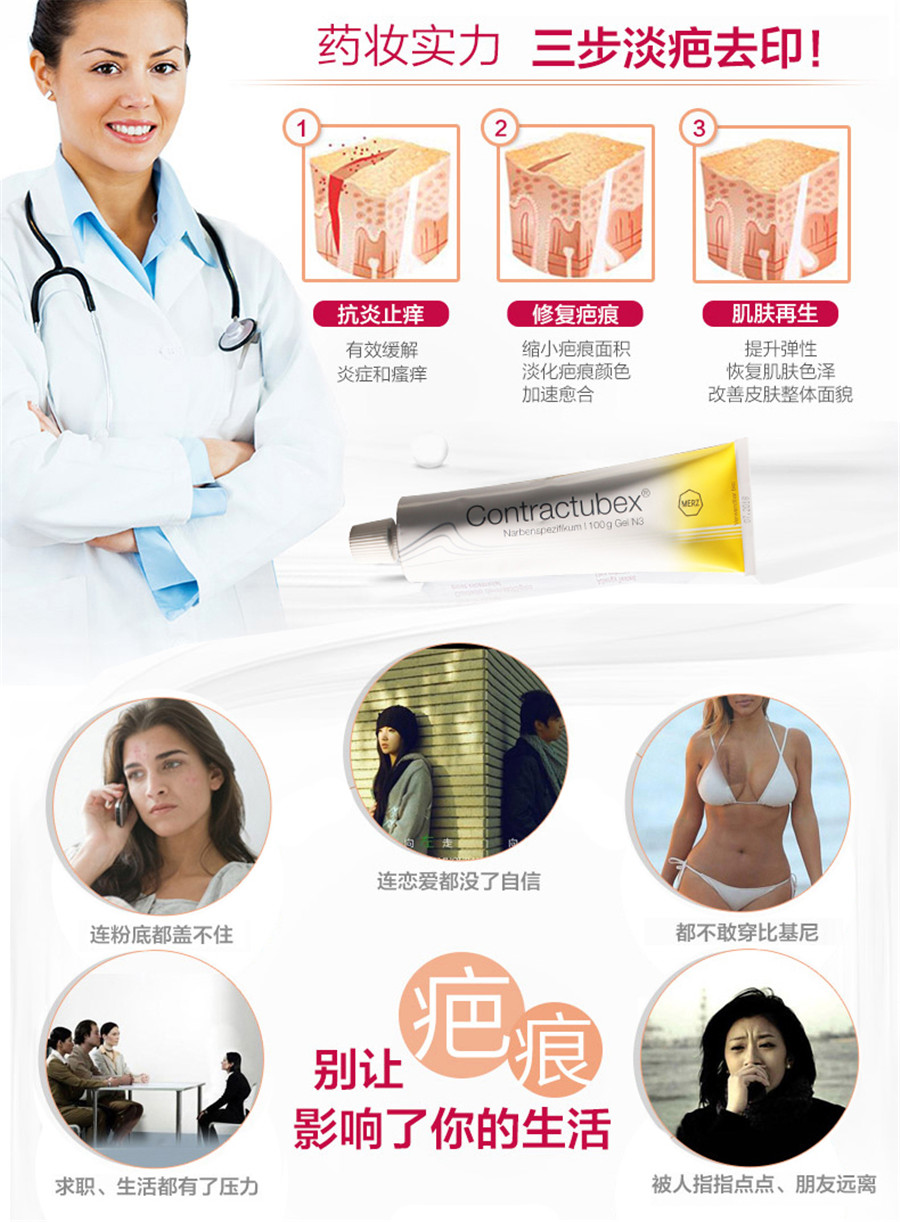 药妆实力 三步淡疤去印!
1
2
3
抗炎止痒
有效缓解
炎症和瘙痒
修复疤痕
缩小疤痕面积
淡化疤痕颜色
加速愈合
肌肤再生
提升弹性
恢复肌肤色泽
改善皮肤整体面貌
Contractubex®
Narbenspezifikum | 100 g Gel N3
MERZ
向左走 向
连恋爱都没了自信
连粉底都盖不住
都不敢穿比基尼
别让疤痕
影响了你的生活
求职、生活都有了压力
被人指指点点、朋友远离